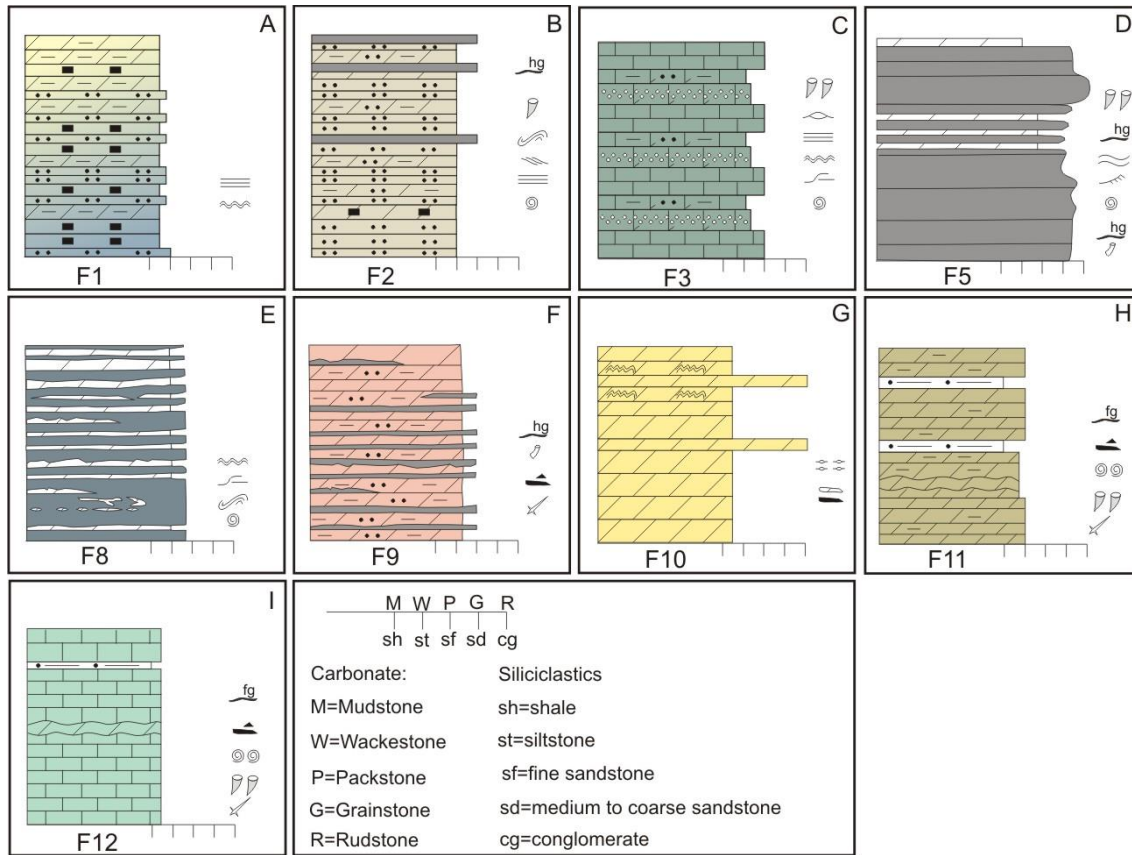 A
F1
B
hg
F2
C
F3
D
hg
hg
F5
E
F8
F
hg
F9
G
F10
H
fg
F11
I
fg
F12
M W P G R
sh st sf sd cg
Carbonate: Siliciclastics
M=Mudstone sh=shale
W=Wackestone st=siltstone
P=Packstone sf=fine sandstone
G=Grainstone sd=medium to coarse sandstone
R=Rudstone cg=conglomerate